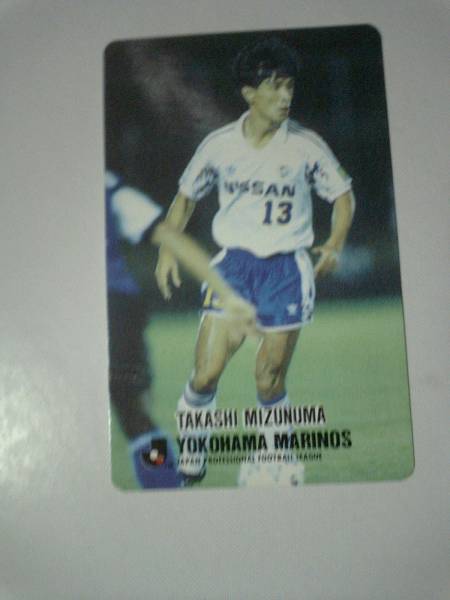 NISSAN
13
TAKASHI MIZUNUMA
YOKOHAMA MARINOS
JAPAN PROFESSIONAL FOOTBALL LEAGUE